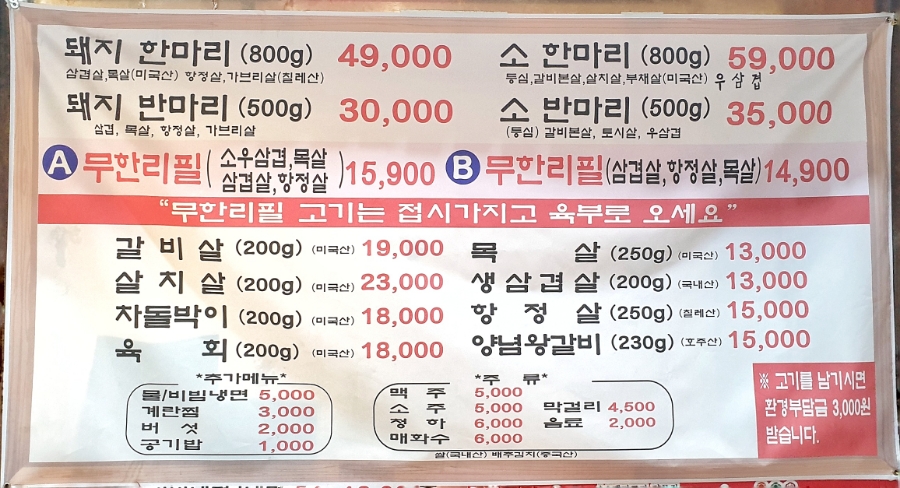 돼지 한마리 (800g) 49,000
삼겹살,목살(미국산) 항정살,가브리살(칠레산)
소 한마리 (800g) 59,000
등심,갈비본살,살치살,부채살(미국산) 우삼겹
돼지 반마리 (500g) 30,000
삼겹, 목살, 항정살, 가브리살
소 반마리 (500g) 35,000
(등심) 갈비본살, 토시살, 우삼겹
A 무한리필 (소우삼겹,목살 삼겹살,항정살) 15,900
B 무한리필 (삼겹살,항정살,목살) 14,900
"무한리필 고기는 접시가지고 육부로 오세요"
갈비살 (200g) (미국산) 19,000
살치살 (200g) (미국산) 23,000
차돌박이 (200g) (미국산) 18,000
육회 (200g) (미국산) 18,000
목살 (250g) (미국산) 13,000
생삼겹살 (200g) (국내산) 13,000
항정살 (250g) (칠레산) 15,000
양념왕갈비 (230g) (호주산) 15,000
*추가메뉴*
물/비빔냉면 5,000
계란찜 3,000
버섯 2,000
공기밥 1,000
*주류*
맥주 5,000
소주 5,000
청하 6,000
매화수 6,000
막걸리 4,500
음료 2,000
쌀(국내산) 배추김치(중국산)
※ 고기를 남기시면
환경부담금 3,000원
받습니다.